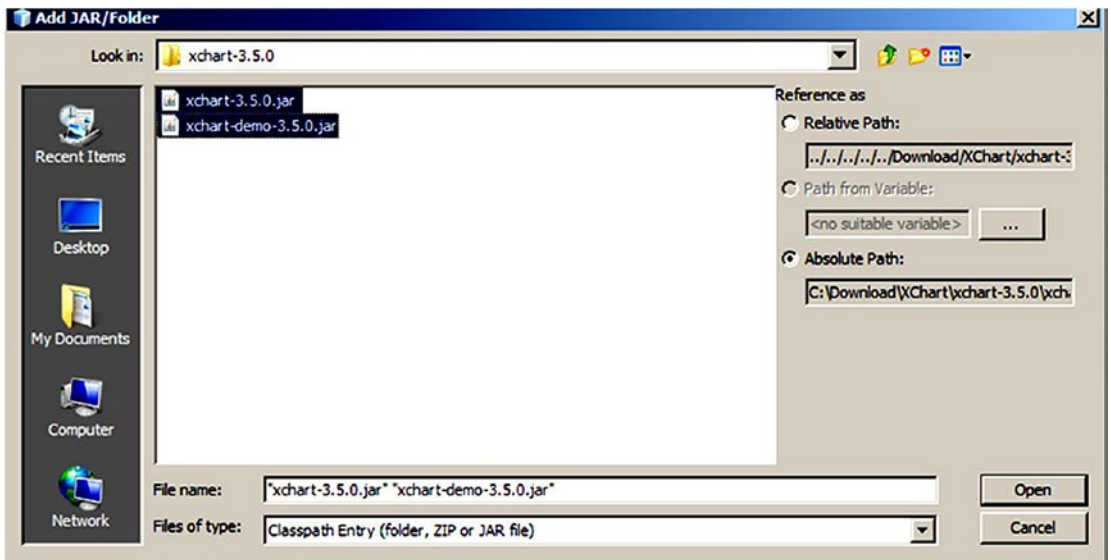 Add JAR/Folder
Look in:
xchart-3.5.0
xchart-3.5.0.jar
xchart-demo-3.5.0.jar
Recent Items
Desktop
My Documents
Computer
Network
Reference as
Relative Path:
../../../../../Download/XChart/xchart-3
Path from Variable:
<no suitable variable>
...
Absolute Path:
C:\Download\XChart\xchart-3.5.0\xch
File name:
"xchart-3.5.0.jar" "xchart-demo-3.5.0.jar"
Open
Files of type:
Classpath Entry (folder, ZIP or JAR file)
Cancel